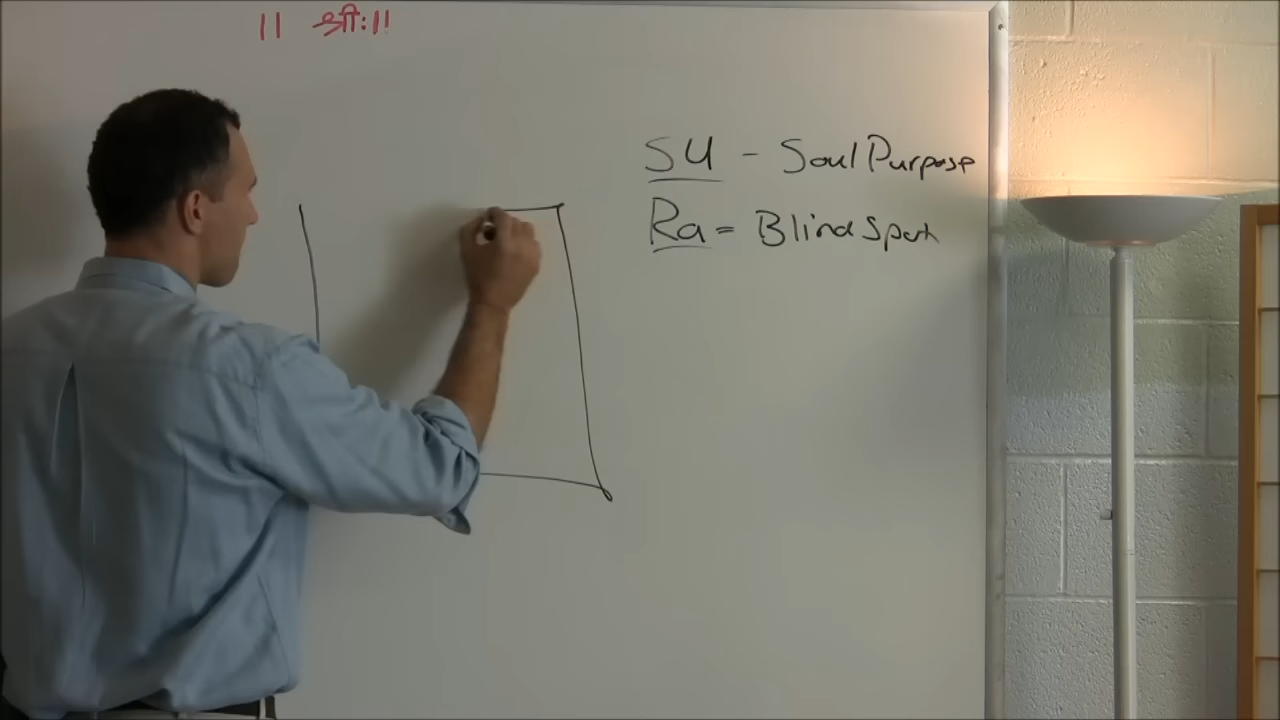 || श्रीः||
SU - Soul Purpose
Ra = Blind Spot